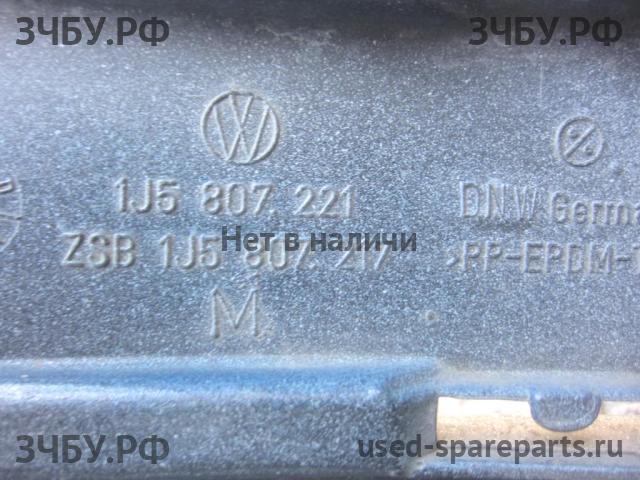 ЗЧБУ.РФ ЗЧБУ.РФ
1J5 807. 221
ZSB 1J5 807. 217
M
Нет в наличи
>PP-EPDM-
ЗЧБУ.РФ
used-spareparts.ru